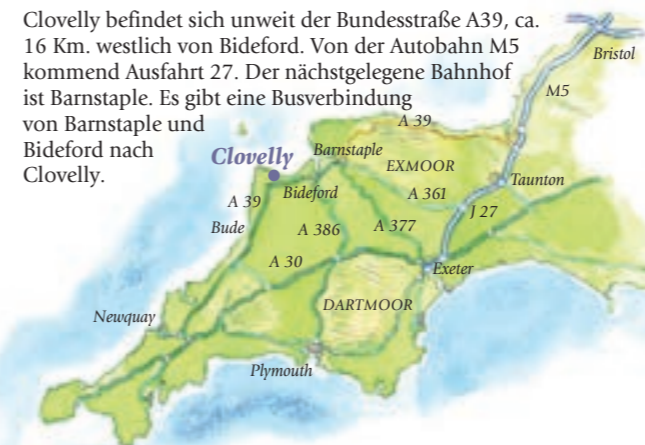 Clovelly befindet sich unweit der Bundesstraße A39, ca.
16 Km. westlich von Bideford. Von der Autobahn M5
kommend Ausfahrt 27. Der nächstgelegene Bahnhof
ist Barnstaple. Es gibt eine Busverbindung
von Barnstaple und
Bideford nach
Clovelly.
Bristol
M5
A 39
Clovelly
Barnstaple
EXMOOR
Taunton
A 39
Bideford
A 361
J 27
Bude
A 386
A 377
A 30
Exeter
Newquay
DARTMOOR
Plymouth